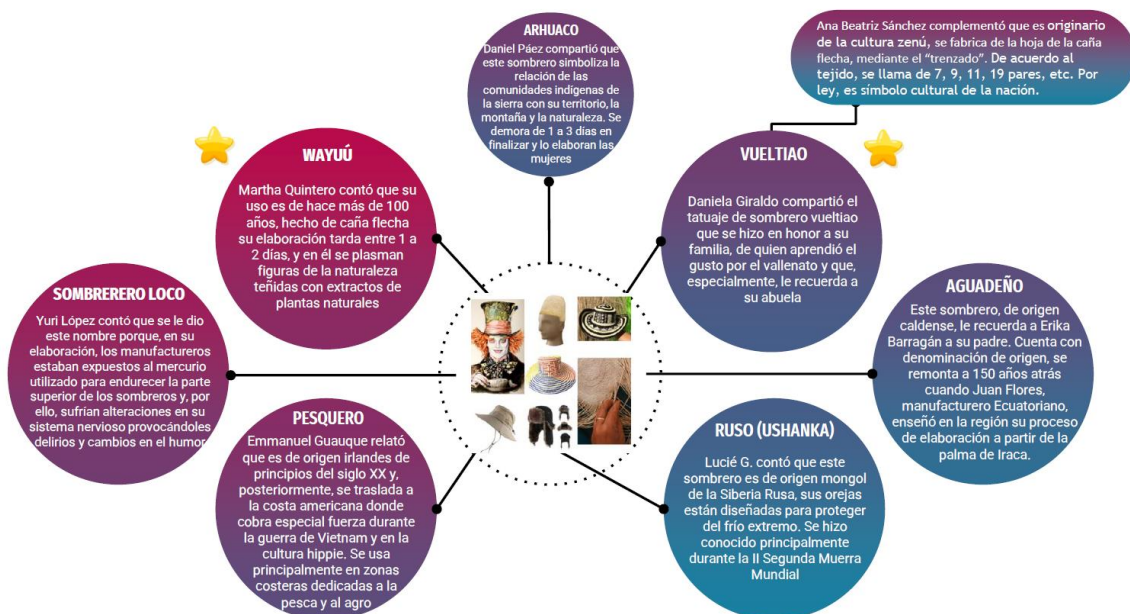 ARHUACO
Daniel Páez compartió que
este sombrero simboliza la
relación de las
comunidades indígenas de
la sierra con su territorio,
la montaña y la naturaleza. Se
demora de 1 a 3 días en
finalizar y lo elaboran las
mujeres
Ana Beatriz Sánchez complementó que es originario
de la cultura zenú, se fabrica de la hoja de la caña
flecha, mediante el “trenzado”. De acuerdo al
tejido, se llama de 7, 9, 11, 19 pares, etc. Por
ley, es símbolo cultural de la nación.
WAYUÚ
Martha Quintero contó que su
uso es de hace más de 100
años, hecho de caña flecha
su elaboración tarda entre 1 a
2 días, y en él se plasman
figuras de la naturaleza
teñidas con extractos de
plantas naturales
VUELTIAO
Daniela Giraldo compartió el
tatuaje de sombrero vueltiao
que se hizo en honor a su
familia, de quien aprendió el
gusto por el vallenato y que,
especialmente, le recuerda a
su abuela
SOMBRERERO LOCO
Yuri López contó que se le dio
este nombre porque, en su
elaboración, los manufactureros
estaban expuestos al mercurio
utilizado para endurecer la parte
superior de los sombreros y, por
ello, sufrían alteraciones en su
sistema nervioso provocándoles
delirios y cambios en el humor
AGUADEÑO
Este sombrero, de origen
caldense, le recuerda a Erika
Barragán a su padre. Cuenta con
denominación de origen, se
remonta a 150 años atrás
cuando Juan Flores,
manufacturero Ecuatoriano,
enseñó en la región su proceso
de elaboración a partir de la
palma de Iraca.
PESQUERO
Emmanuel Guauque relató
que es de origen irlandes de
principios del siglo XX y,
posteriormente, se traslada a
la costa americana donde
cobra especial fuerza durante
la guerra de Vietnam y en la
cultura hippie. Se usa
principalmente en zonas
costeras dedicadas a la
pesca y al agro
RUSO (USHANKA)
Lucié G. contó que este
sombrero es de origen mongol
de la Siberia Rusa, sus orejas
están diseñadas para proteger
del frío extremo. Se hizo
conocido principalmente
durante la II Segunda Muerra
Mundial